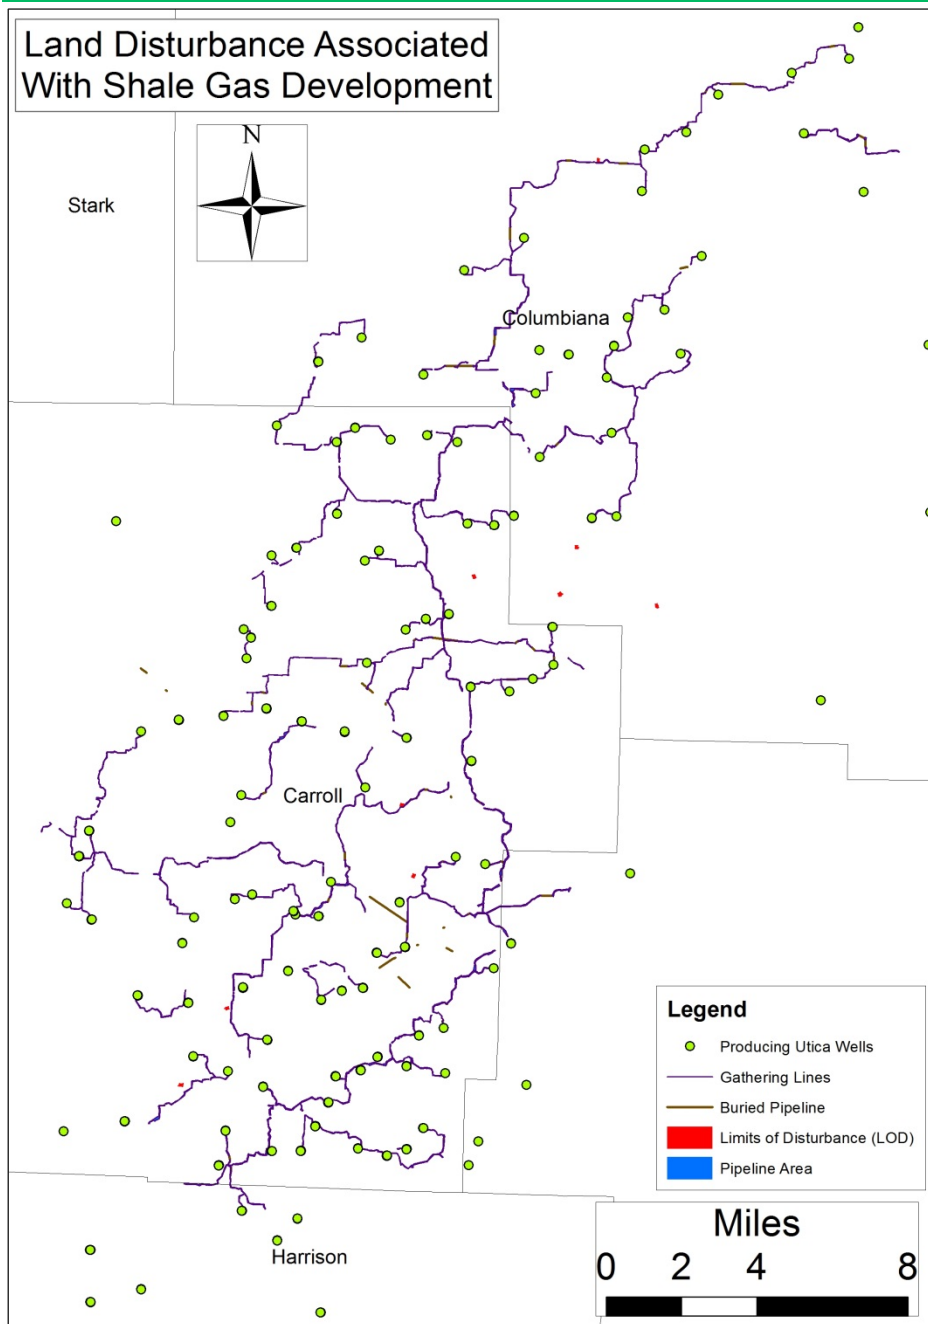 Land Disturbance Associated
With Shale Gas Development
N
Stark
Columbiana
Carroll
Legend
Producing Utica Wells
Gathering Lines
Buried Pipeline
Limits of Disturbance (LOD)
Pipeline Area
Harrison
Miles
0 2 4 8